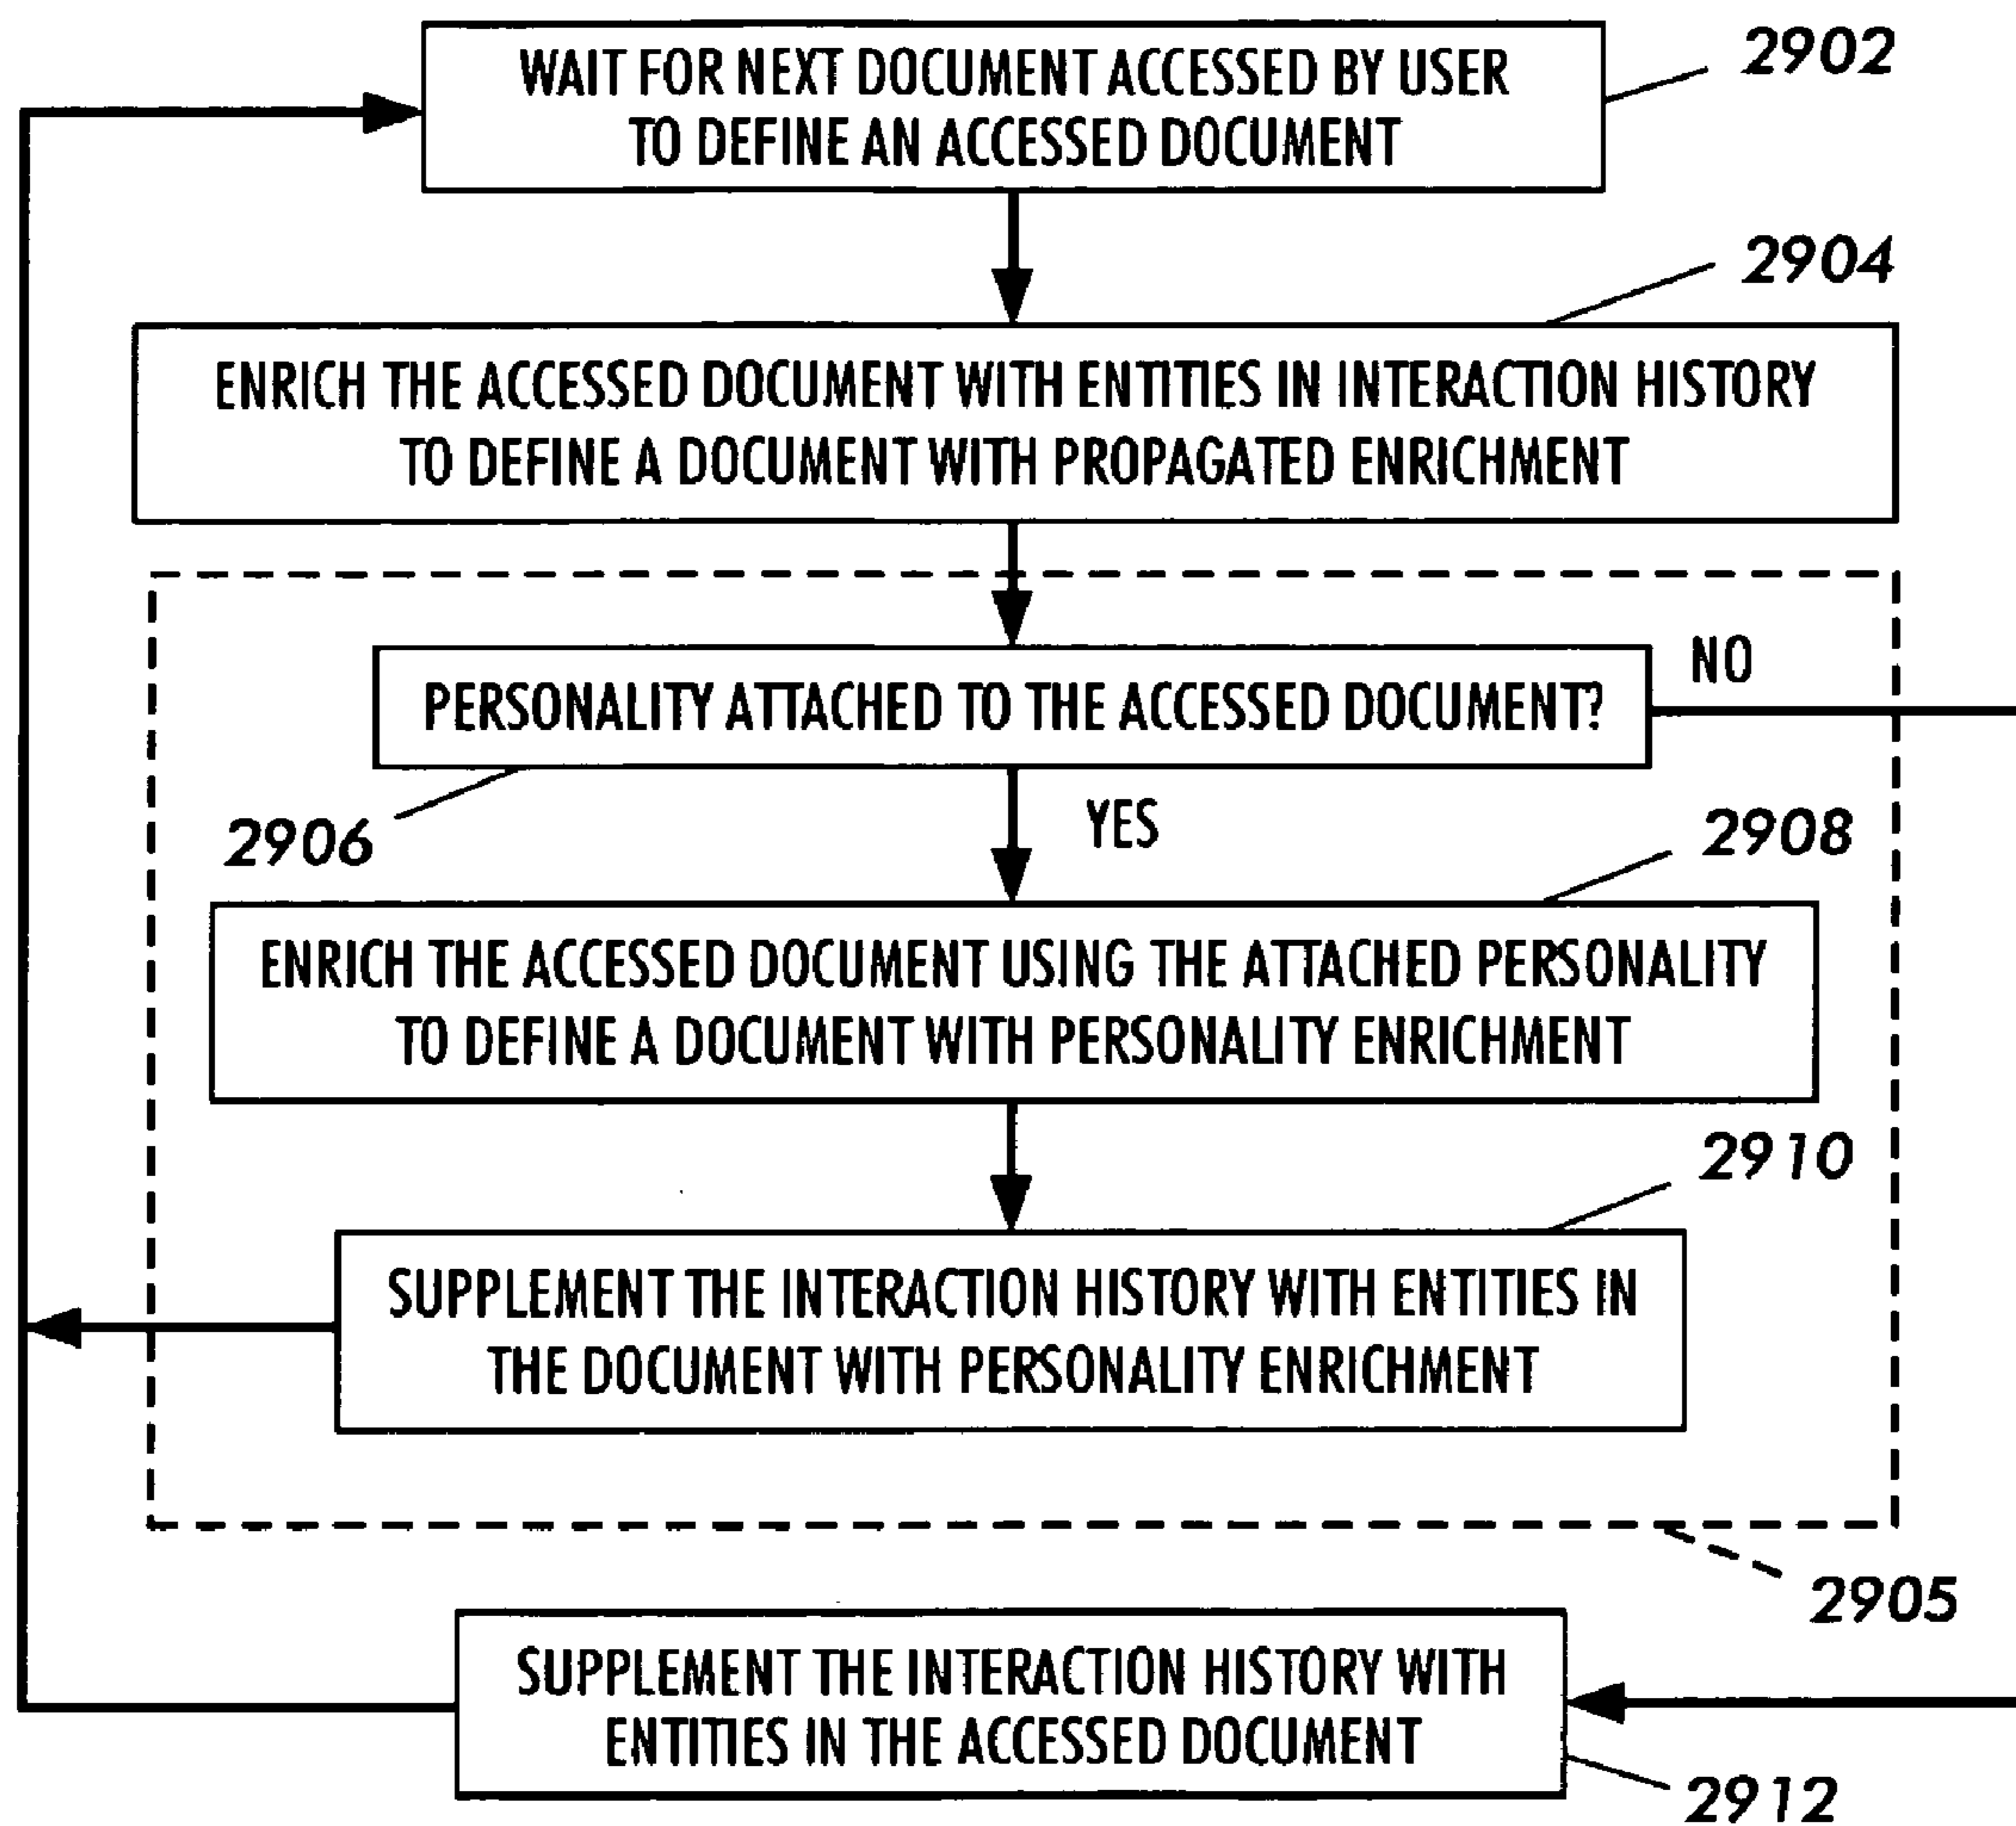 WAIT FOR NEXT DOCUMENT ACCESSED BY USER
TO DEFINE AN ACCESSED DOCUMENT
2902
2904
ENRICH THE ACCESSED DOCUMENT WITH ENTITIES IN INTERACTION HISTORY
TO DEFINE A DOCUMENT WITH PROPAGATED ENRICHMENT
NO
PERSONALITY ATTACHED TO THE ACCESSED DOCUMENT?
2906
YES
2908
ENRICH THE ACCESSED DOCUMENT USING THE ATTACHED PERSONALITY
TO DEFINE A DOCUMENT WITH PERSONALITY ENRICHMENT
2910
SUPPLEMENT THE INTERACTION HISTORY WITH ENTITIES IN
THE DOCUMENT WITH PERSONALITY ENRICHMENT
2905
SUPPLEMENT THE INTERACTION HISTORY WITH
ENTITIES IN THE ACCESSED DOCUMENT
2912